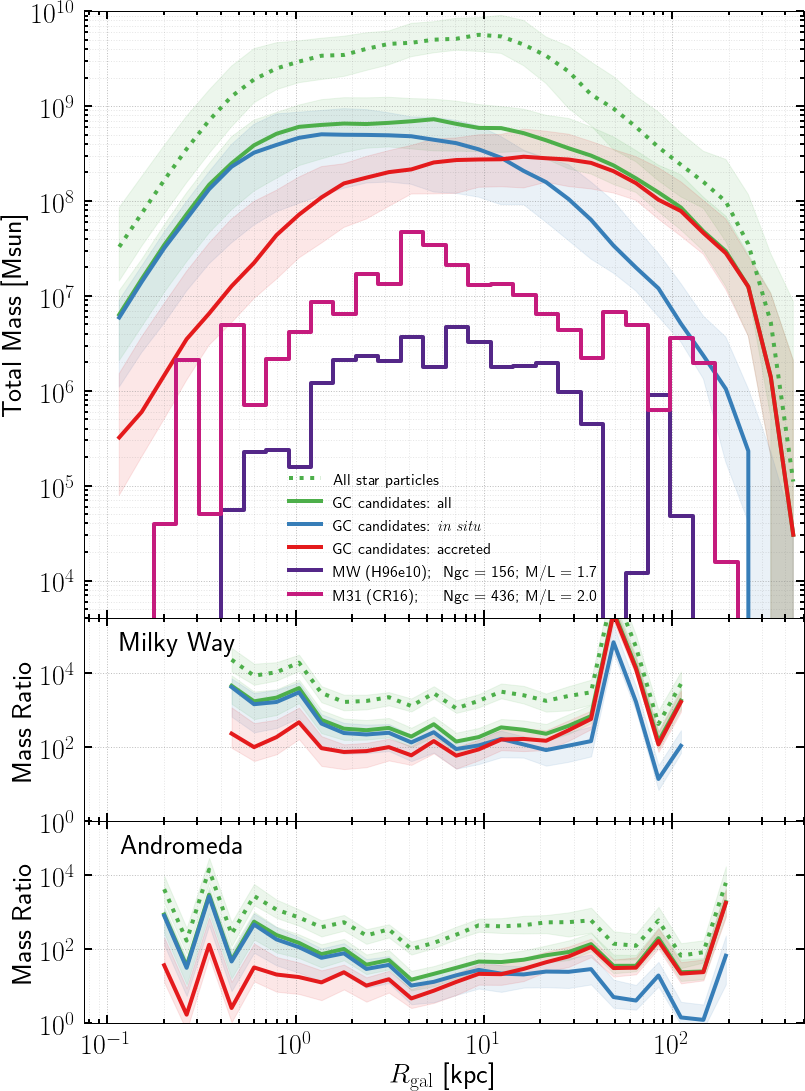 10^10
10^9
10^8
10^7
10^6
10^5
10^4
Total Mass [Msun]
All star particles
GC candidates: all
GC candidates: in situ
GC candidates: accreted
MW (H96e10); Ngc = 156; M/L = 1.7
M31 (CR16); Ngc = 436; M/L = 2.0
Milky Way
10^4
10^2
10^0
Mass Ratio
Andromeda
10^4
10^2
10^0
Mass Ratio
10^−1 10^0 10^1 10^2
R_gal [kpc]